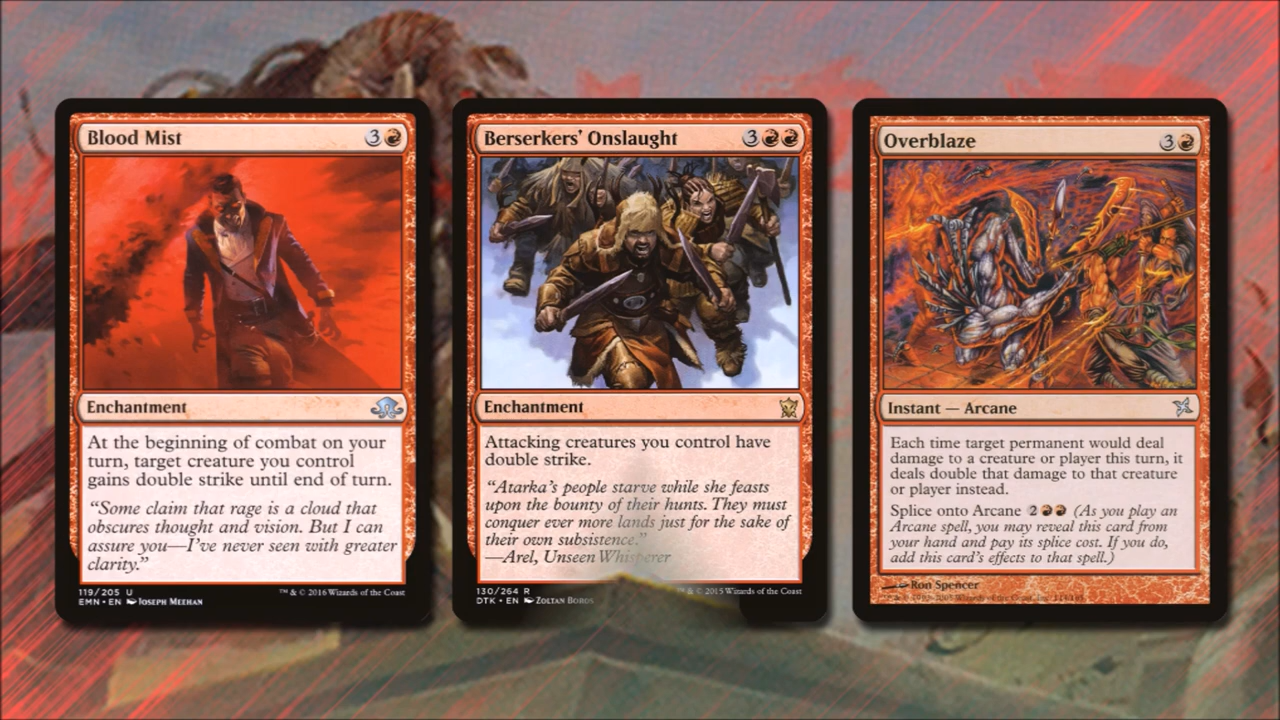 Blood Mist 3
Enchantment
At the beginning of combat on your
turn, target creature you control
gains double strike until end of turn.
“Some claim that rage is a cloud that
obscures thought and vision. But I can
assure you—I’ve never seen with greater
clarity.”
119/205 U
EMN • EN Joseph Meehan
™ & © 2016 Wizards of the Coast
Berserkers’ Onslaught 3
Enchantment
Attacking creatures you control have
double strike.
“Atarka’s people starve while she feasts
upon the bounty of their hunts. They must
conquer ever more lands just for the sake of
their own subsistence.”
—Arel, Unseen Whisperer
130/264 R
DTK • EN Zoltan Boros
™ & © 2015 Wizards of the Coast
Overblaze 3
Instant — Arcane
Each time target permanent would deal
damage to a creature or player this turn, it
deals double that damage to that creature
or player instead.
Splice onto Arcane 2 (As you play an
Arcane spell, you may reveal this card from
your hand and pay its splice cost. If you do,
add this card’s effects to that spell.)
Ron Spencer